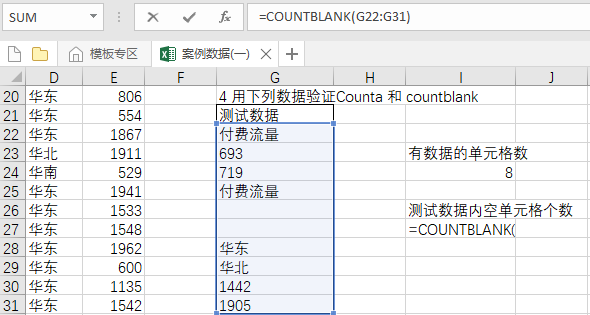 SUM =COUNTBLANK(G22:G31)
模板专区 案例数据(一)
D E F G H I J
20 华东 806 4 用下列数据验证Counta 和 countblank
21 华东 554 测试数据
22 华东 1867 付费流量
23 华北 1911 693 有数据的单元格数
24 华南 529 719 8
25 华东 1941 付费流量
26 华东 1533 测试数据内空单元格个数
27 华东 1548 =COUNTBLANK(
28 华东 1962 华东
29 华东 600 华北
30 华东 1135 1442
31 华东 1542 1905